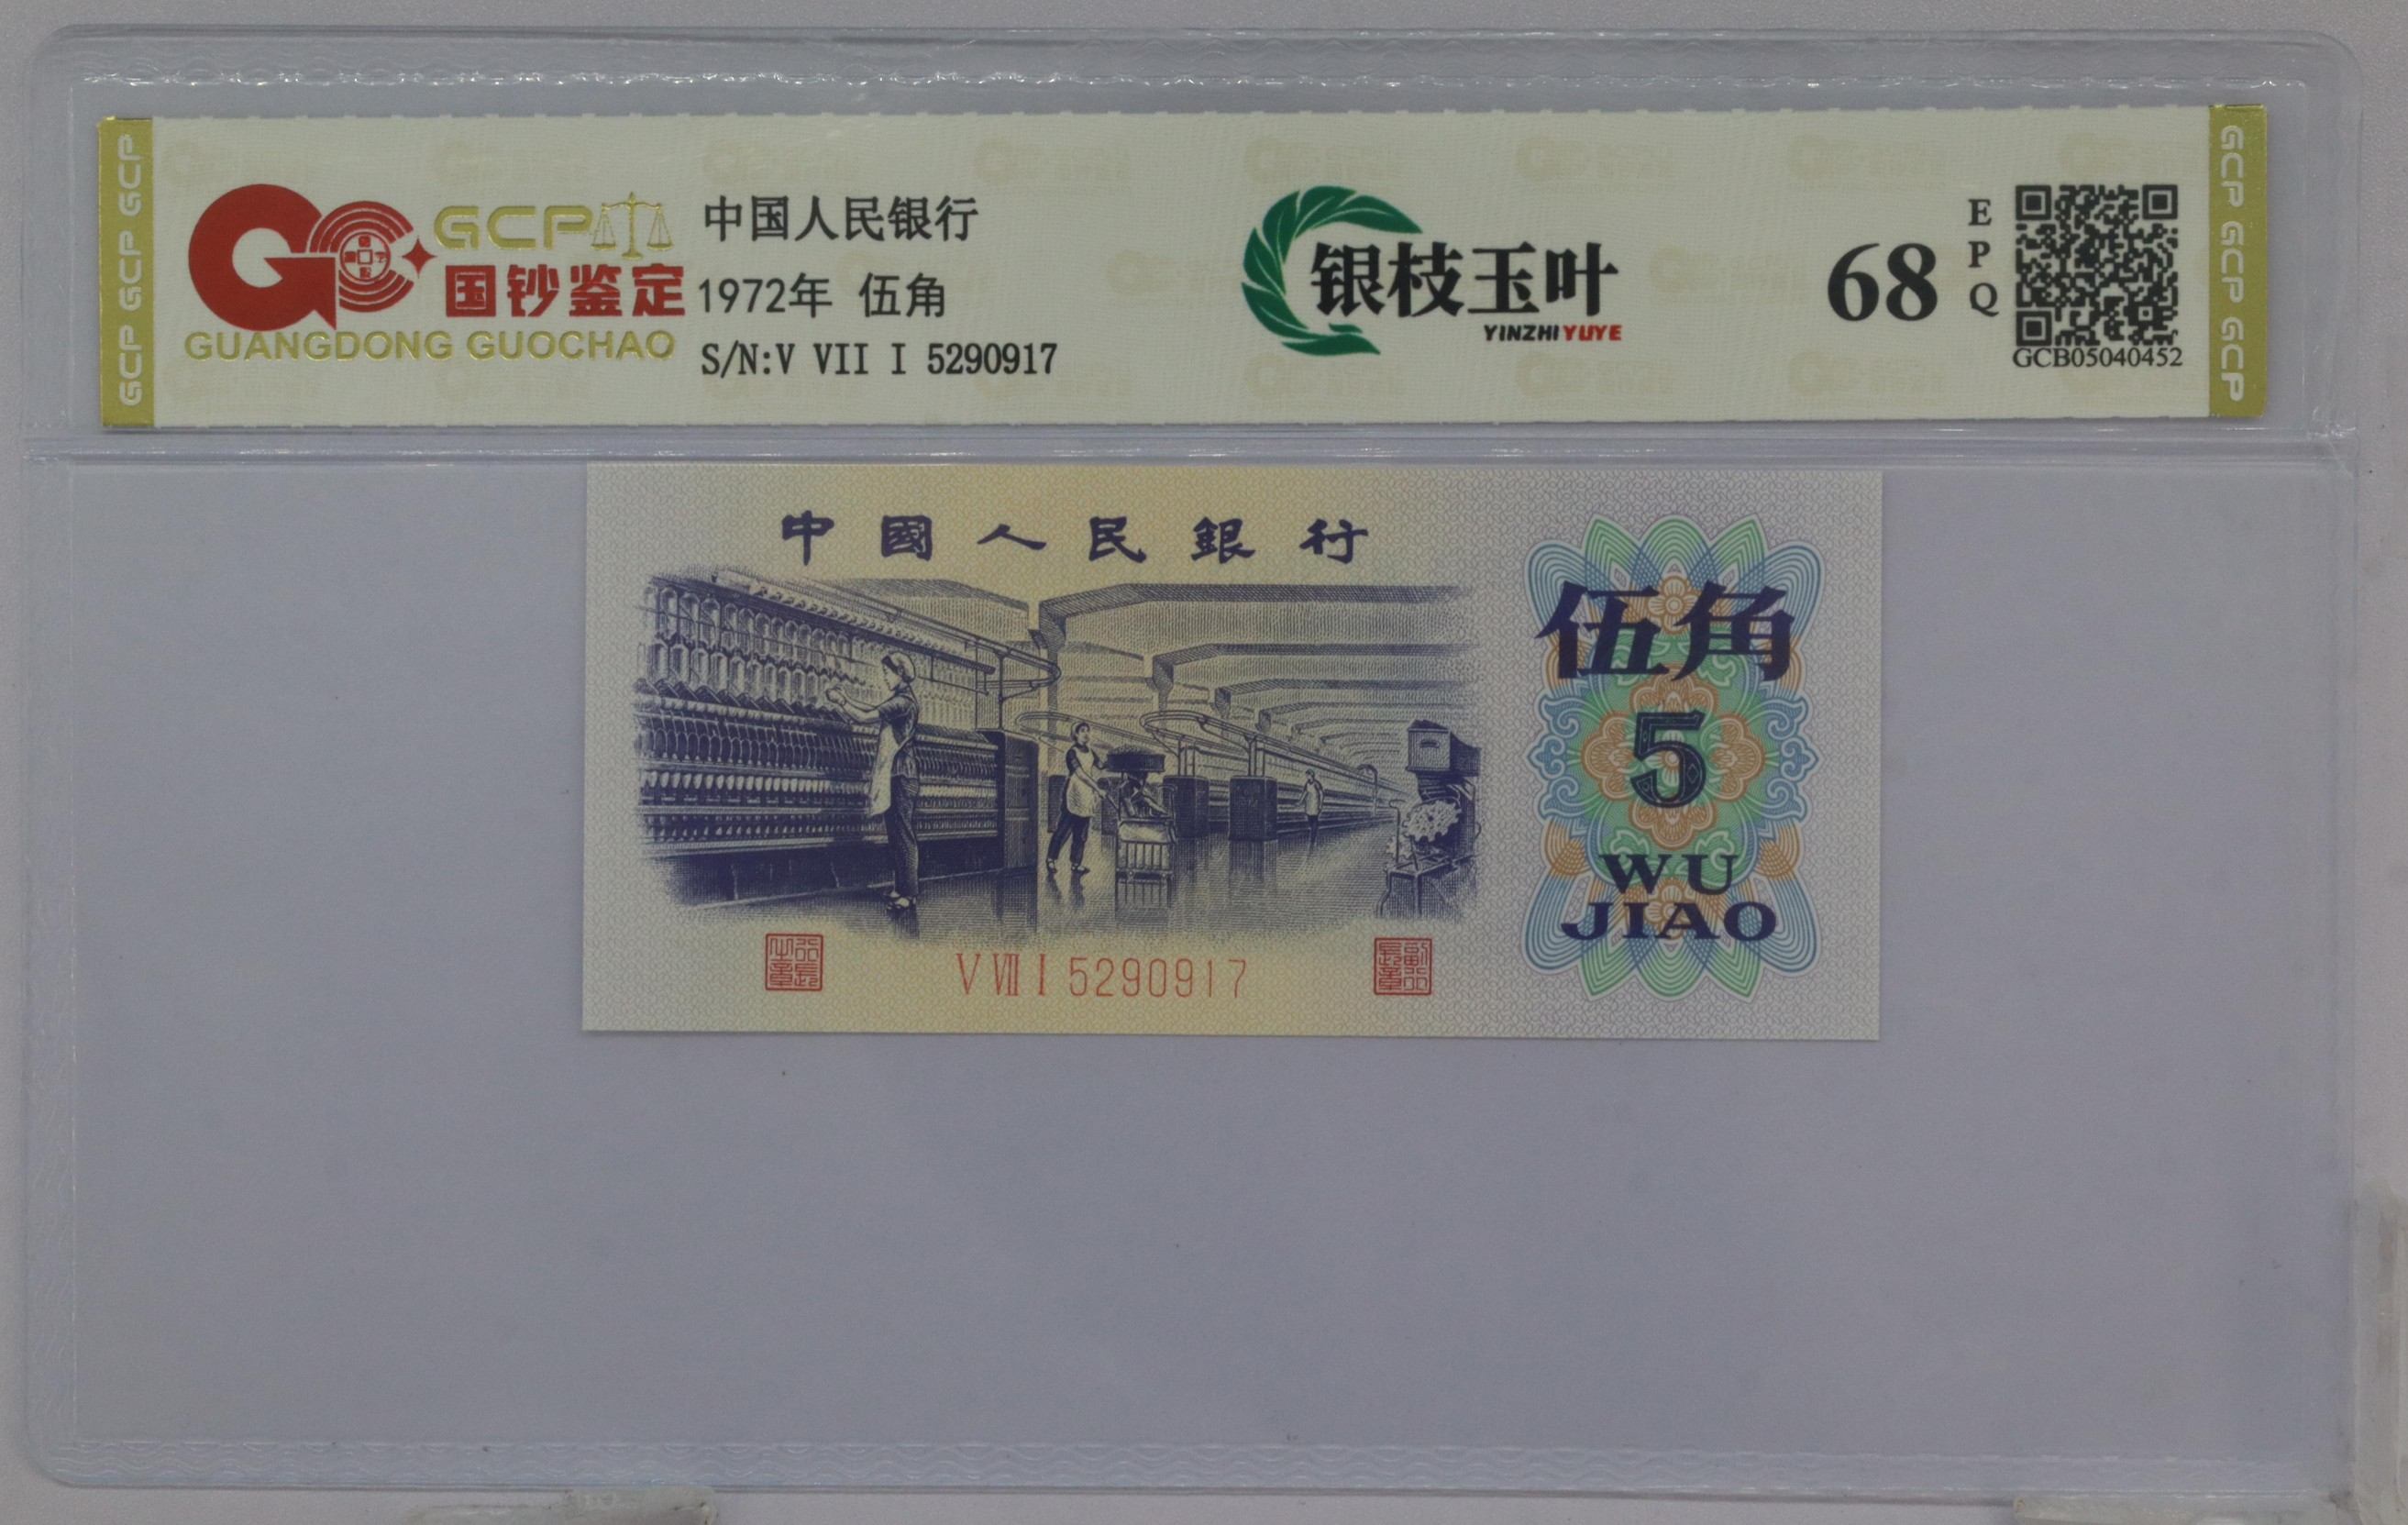 GCP GCP GCP
GCP
国钞鉴定
GUANGDONG GUOCHAO
中国人民银行
1972年 伍角
S/N:V VII I 5290917
银枝玉叶
YINZHIYUYE
68
EPQ
GCB05040452
GCP GCP GCP
中國人民銀行
伍角
5
WU
JIAO
V VII I 5290917